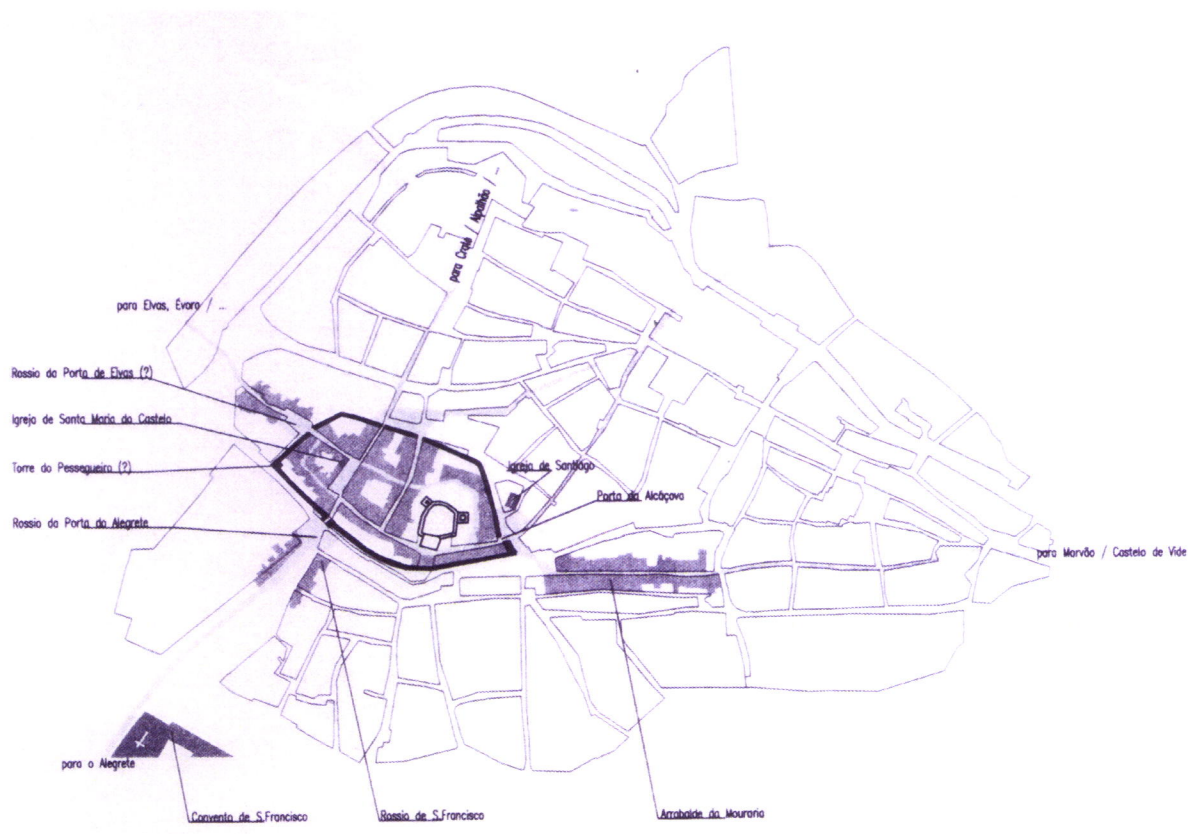 para Crato / Alpalhão / ...
para Elvas, Évora / ...
Rossio da Porta de Elvas (?)
Igreja de Santa Maria do Castelo
Torre do Pessegueiro (?)
Igreja de Santiago
Porta da Alcáçova
Rossio da Porta do Alegrete
para Marvão / Castelo de Vide
para o Alegrete
Convento de S.Francisco
Rossio de S.Francisco
Arrabalde da Mouraria